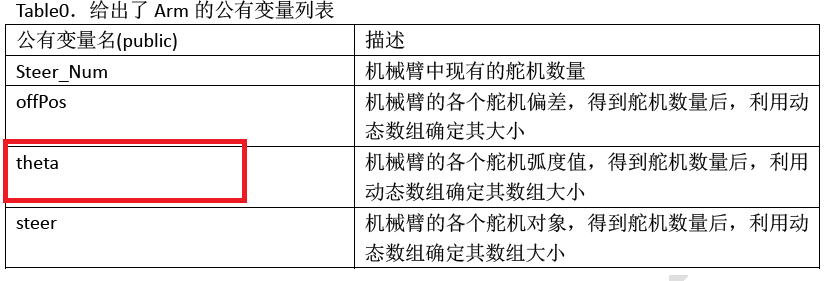 Table0．给出了 Arm 的公有变量列表
公有变量名(public)
描述
Steer_Num
机械臂中现有的舵机数量
offPos
机械臂的各个舵机偏差，得到舵机数量后，利用动
态数组确定其大小
theta
机械臂的各个舵机弧度值，得到舵机数量后，利用
动态数组确定其数组大小
steer
机械臂的各个舵机对象，得到舵机数量后，利用动
态数组确定其数组大小